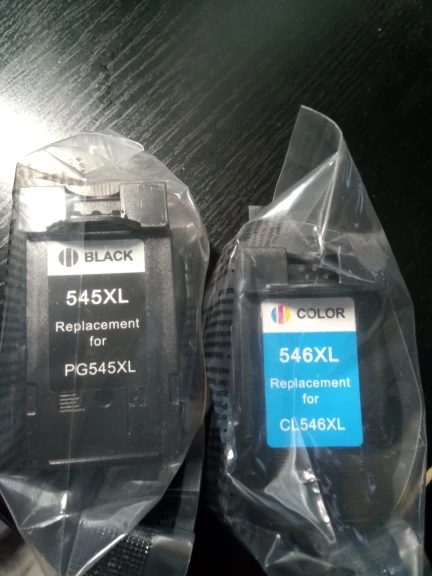 BLACK
545XL
Replacement
for
PG545XL
COLOR
546XL
Replacement
for
CL546XL